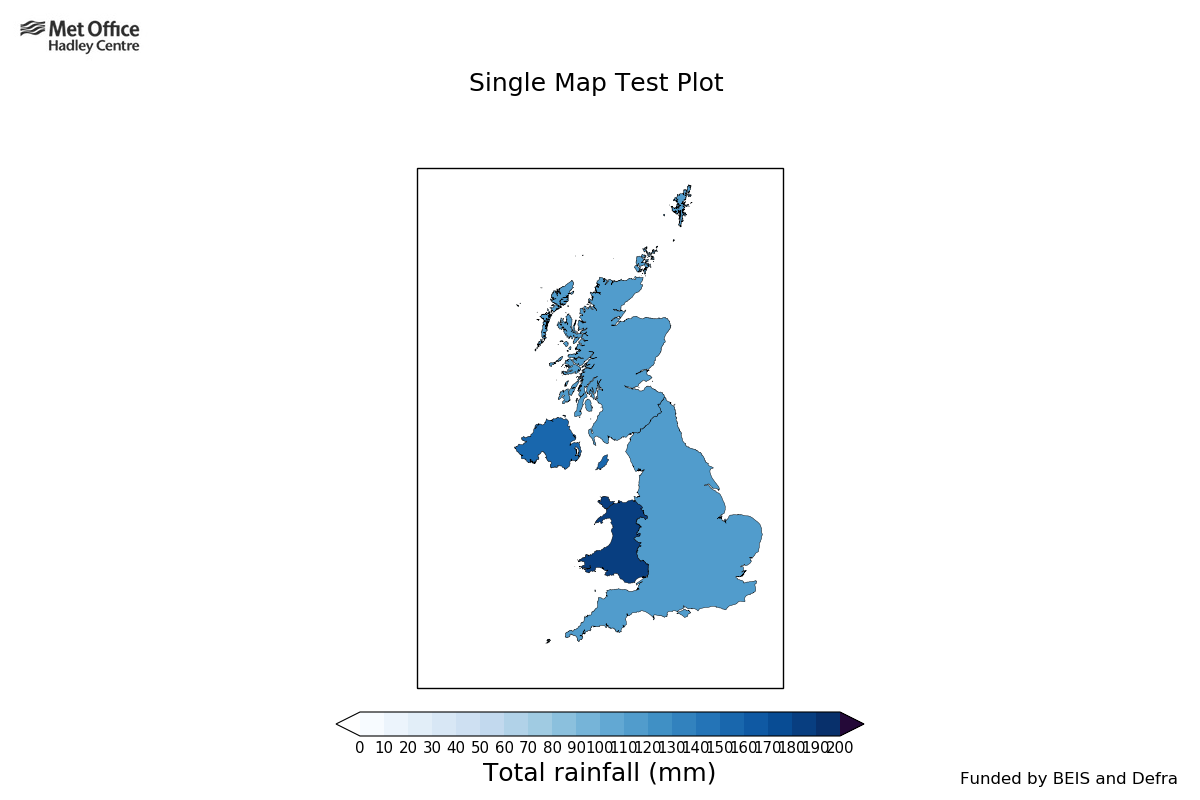 Met Office
Hadley Centre
Single Map Test Plot
0 10 20 30 40 50 60 70 80 90 100 110 120 130 140 150 160 170 180 190 200
Total rainfall (mm)
Funded by BEIS and Defra